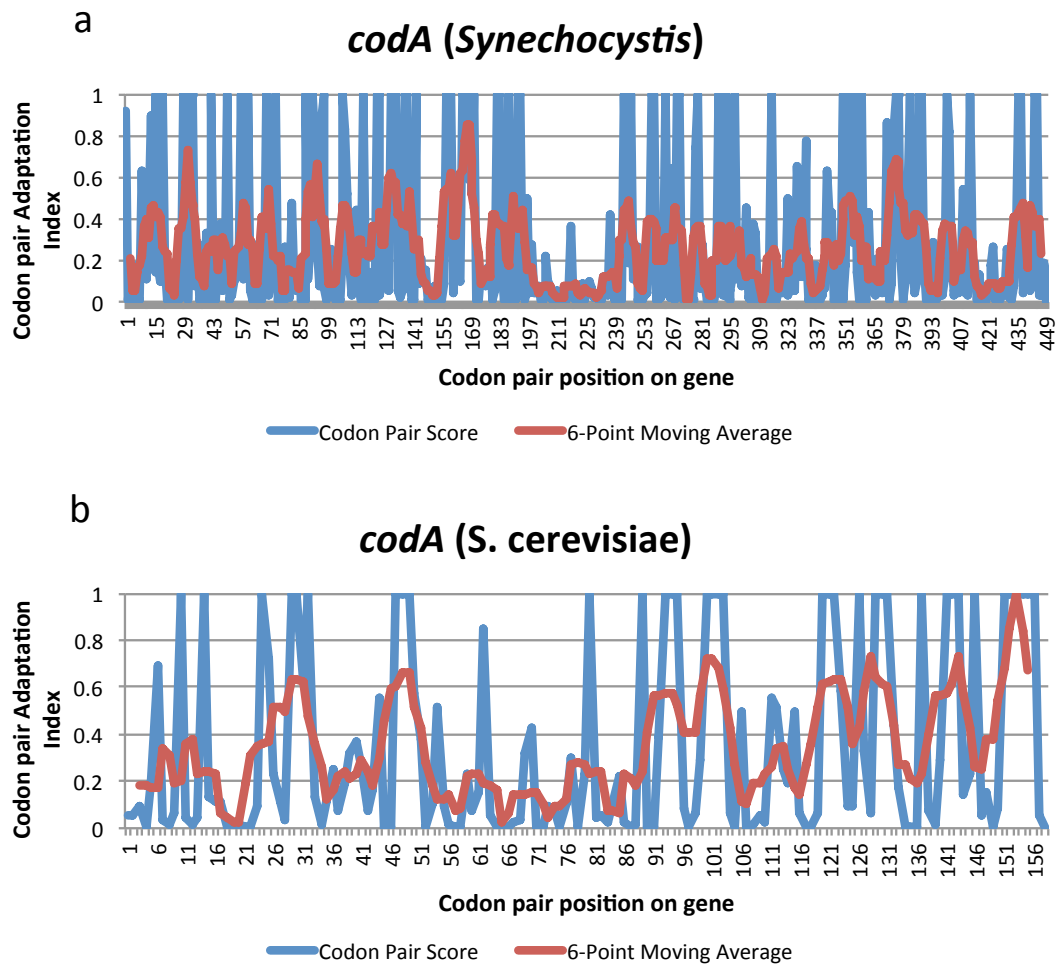 a
codA (Synechocystis)
Codon pair Adaptation
Index
1
0.8
0.6
0.4
0.2
0
1 15 29 43 57 71 85 99 113 127 141 155 169 183 197 211 225 239 253 267 281 295 309 323 337 351 365 379 393 407 421 435 449
Codon pair position on gene
Codon Pair Score 6-Point Moving Average
b
codA (S. cerevisiae)
Codon pair Adaptation
Index
1
0.8
0.6
0.4
0.2
0
1 6 11 16 21 26 31 36 41 46 51 56 61 66 71 76 81 86 91 96 101 106 111 116 121 126 131 136 141 146 151 156
Codon pair position on gene
Codon Pair Score 6-Point Moving Average